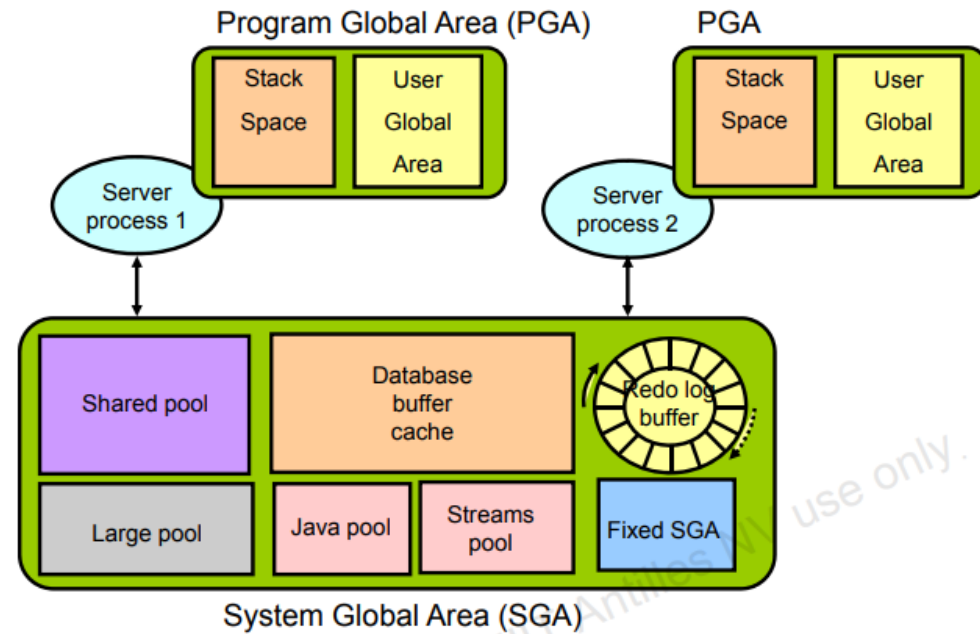 Program Global Area (PGA)
PGA
Stack
Space
User
Global
Area
Stack
Space
User
Global
Area
Server
process 1
Server
process 2
Shared pool
Database
buffer
cache
Redo log
buffer
Large pool
Java pool
Streams
pool
Fixed SGA
Antilles NV use only.
System Global Area (SGA)